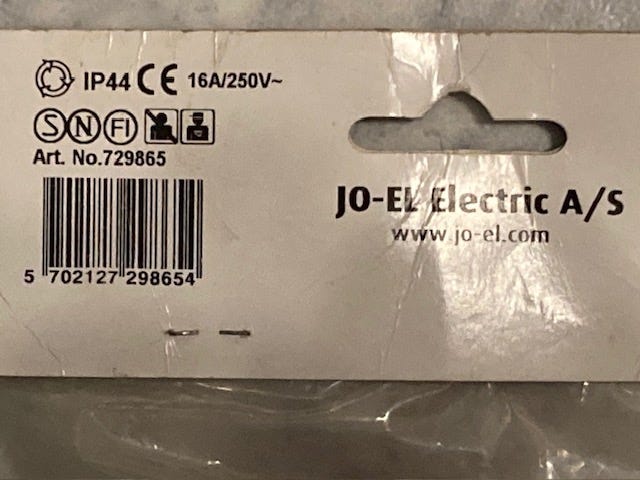 IP44 CE 16A/250V~
S N FI
Art. No.729865
5 702127 298654
JO-EL Electric A/S
www.jo-el.com